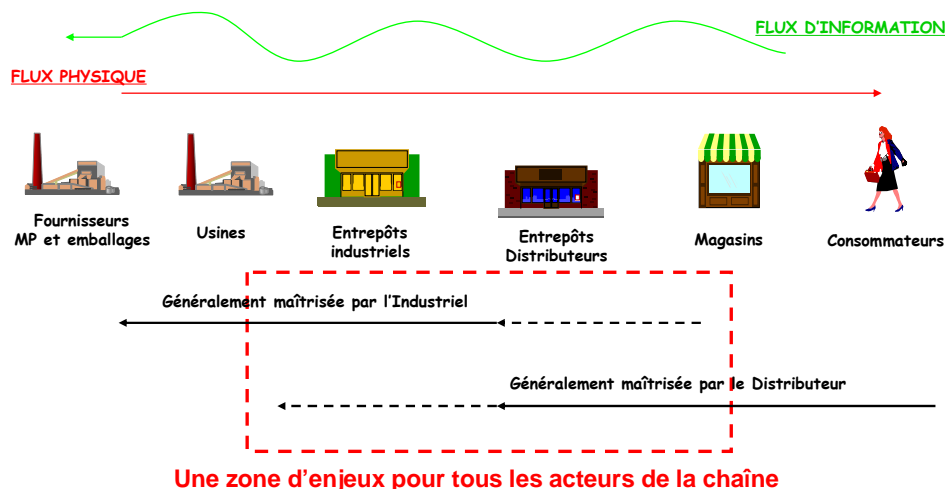 FLUX D'INFORMATION
FLUX PHYSIQUE
Fournisseurs
MP et emballages
Usines
Entrepôts
industriels
Entrepôts
Distributeurs
Magasins
Consommateurs
Généralement maîtrisée par l'Industriel
Généralement maîtrisée par le Distributeur
Une zone d'enjeux pour tous les acteurs de la chaîne